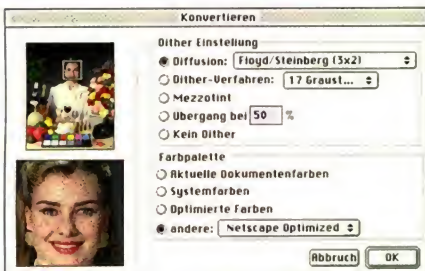 Konvertieren
Dither Einstellung
Diffusion: Floyd/Steinberg (3x2)
Dither-Verfahren: 17 Graust...
Mezzotint
Übergang bei 50 %
Kein Dither
Farbpalette
Aktuelle Dokumentenfarben
Systemfarben
Optimierte Farben
andere: Netscape Optimized
Abbruch OK